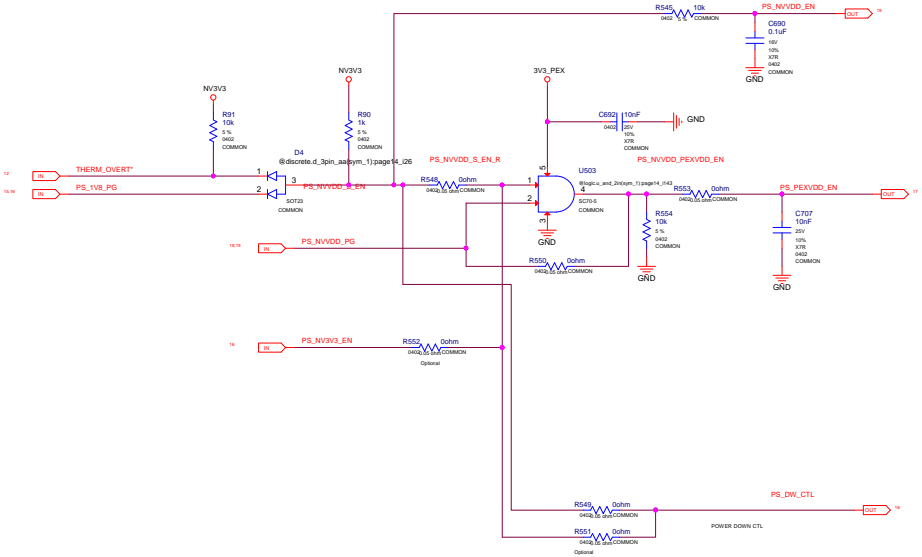 R545 10k
0402 5 % COMMON
PS_NVVDD_EN
OUT
C690
0.1uF
16V
10%
X7R
0402
COMMON
GND
NV3V3
R91
10k
5 %
0402
COMMON
NV3V3
R90
1k
5 %
0402
COMMON
3V3_PEX
C692 10nF
0402 25V
10%
X7R
COMMON
GND
D4
@discrete.d_3pin_aa(sym_1):page14_i26
12 IN THERM_OVERT* 1
15,16 IN PS_1V8_PG 2
3
PS_NVVDD_S_EN
SOT23
COMMON
PS_NVVDD_S_EN_R
R548 0ohm
0402 0.05 ohm COMMON
U503
@logic.u_and_2in(sym_1):page14_i143
1
2
3
4
5
SC70-5
COMMON
GND
PS_NVVDD_PEXVDD_EN
R553 0ohm
0402 0.05 ohm COMMON
PS_PEXVDD_EN
OUT 17
R554
10k
5 %
0402
COMMON
GND
C707
10nF
25V
10%
X7R
0402
COMMON
GND
IN PS_NVVDD_PG
R550 0ohm
0402 0.05 ohm COMMON
16 IN PS_NV3V3_EN
R552 0ohm
0402 0.05 ohm COMMON
Optional
R549 0ohm
0402 0.05 ohm COMMON
PS_DW_CTL
OUT
POWER DOWN CTL
R551 0ohm
0402 0.05 ohm COMMON
Optional